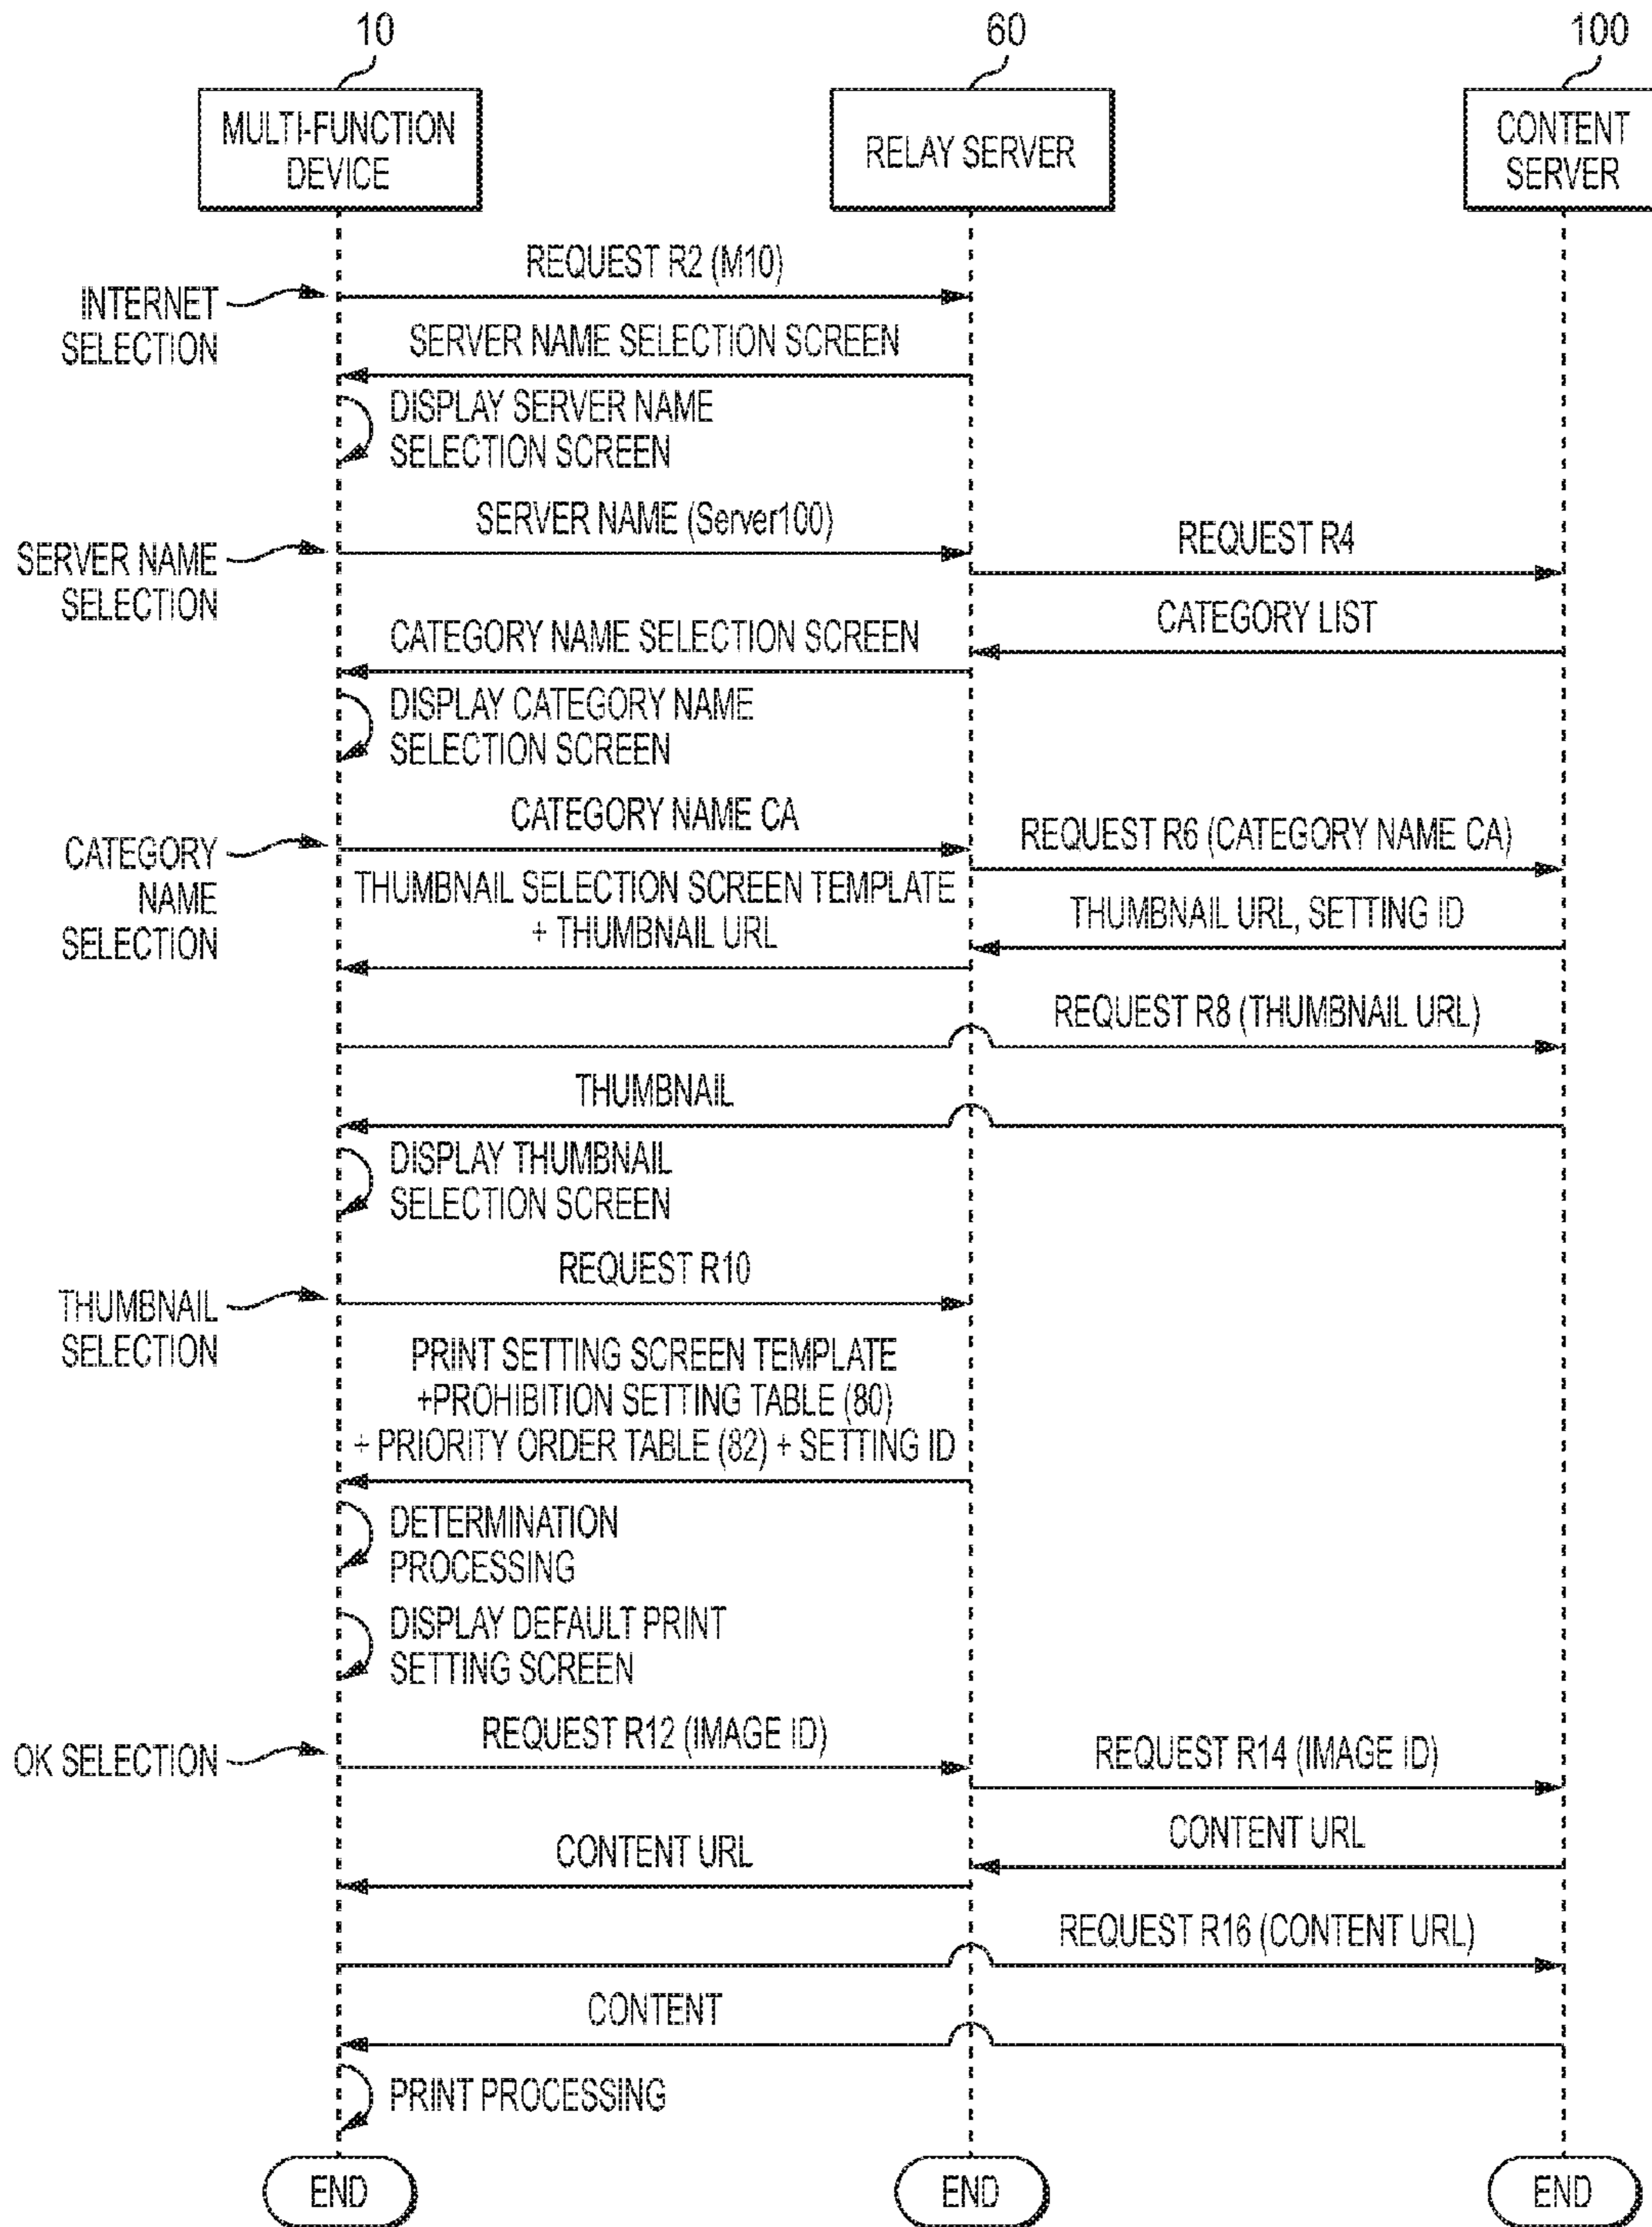 10
60
100
MULTI-FUNCTION
DEVICE
RELAY SERVER
CONTENT
SERVER
REQUEST R2 (M10)
INTERNET
SELECTION
SERVER NAME SELECTION SCREEN
DISPLAY SERVER NAME
SELECTION SCREEN
SERVER NAME (Server100)
REQUEST R4
SERVER NAME
SELECTION
CATEGORY LIST
CATEGORY NAME SELECTION SCREEN
DISPLAY CATEGORY NAME
SELECTION SCREEN
CATEGORY NAME CA
REQUEST R6 (CATEGORY NAME CA)
CATEGORY
NAME
SELECTION
THUMBNAIL SELECTION SCREEN TEMPLATE
+ THUMBNAIL URL
THUMBNAIL URL, SETTING ID
REQUEST R8 (THUMBNAIL URL)
THUMBNAIL
DISPLAY THUMBNAIL
SELECTION SCREEN
REQUEST R10
THUMBNAIL
SELECTION
PRINT SETTING SCREEN TEMPLATE
+PROHIBITION SETTING TABLE (80)
+ PRIORITY ORDER TABLE (82) + SETTING ID
DETERMINATION
PROCESSING
DISPLAY DEFAULT PRINT
SETTING SCREEN
REQUEST R12 (IMAGE ID)
OK SELECTION
REQUEST R14 (IMAGE ID)
CONTENT URL
CONTENT URL
REQUEST R16 (CONTENT URL)
CONTENT
PRINT PROCESSING
END
END
END